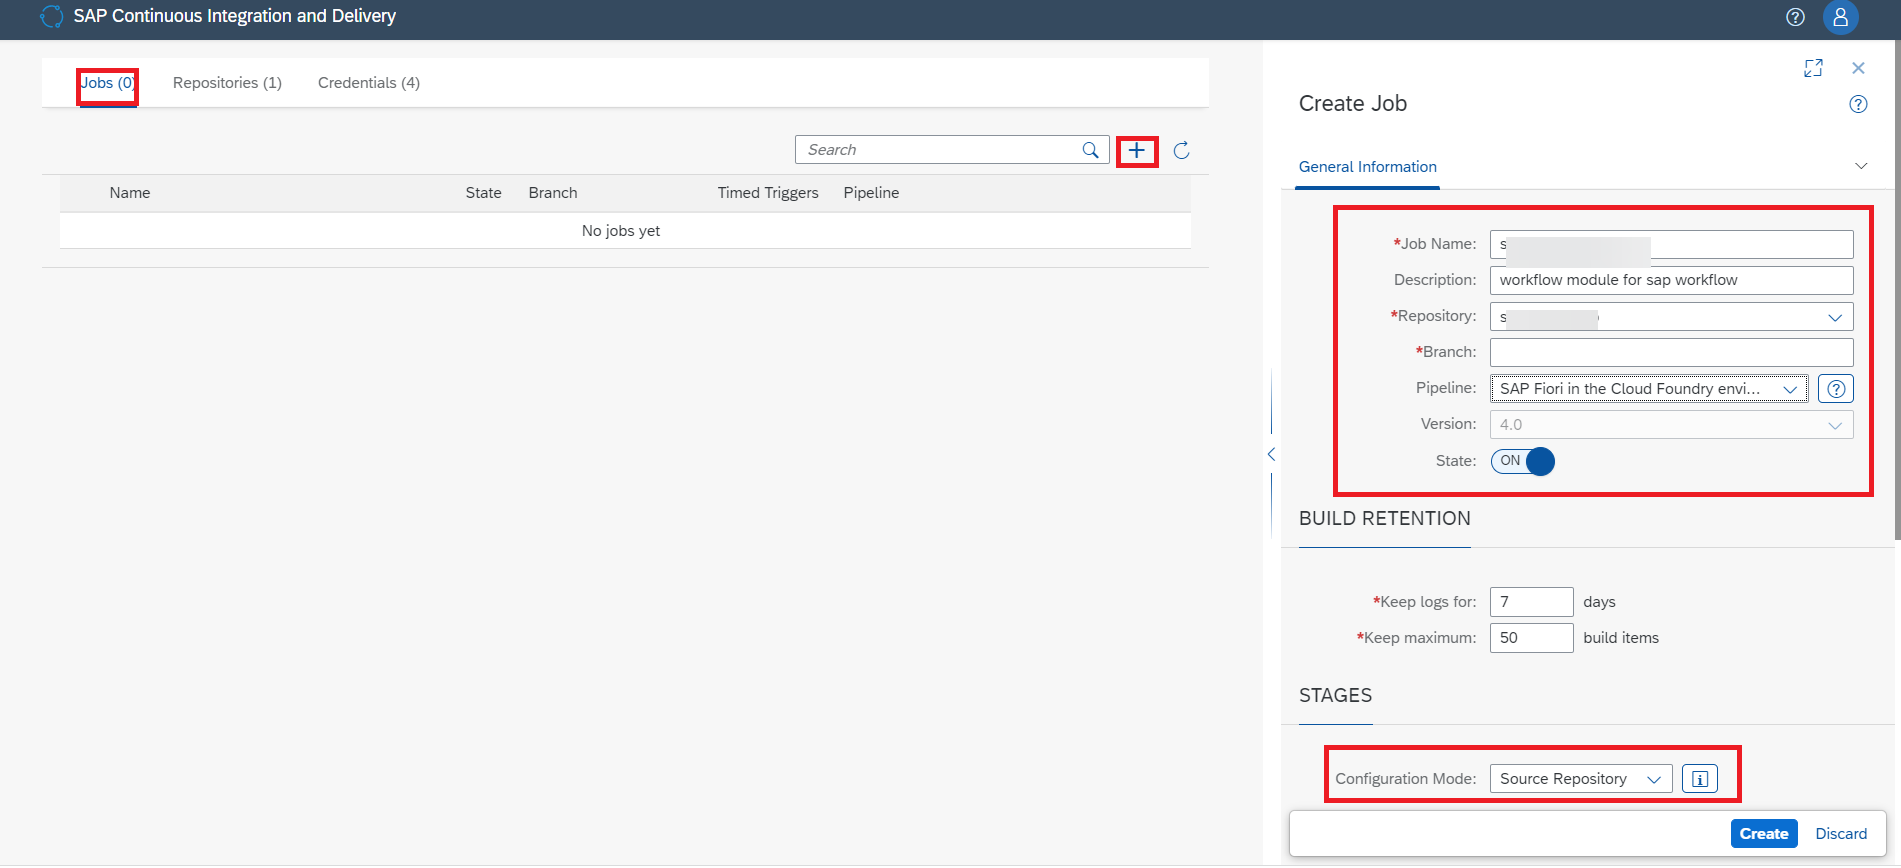 SAP Continuous Integration and Delivery
Jobs (0) Repositories (1) Credentials (4)
Search
Name State Branch Timed Triggers Pipeline
No jobs yet
Create Job
General Information
*Job Name: s
Description: workflow module for sap workflow
*Repository: s
*Branch:
Pipeline: SAP Fiori in the Cloud Foundry envi...
Version: 4.0
State: ON
BUILD RETENTION
*Keep logs for: 7 days
*Keep maximum: 50 build items
STAGES
Configuration Mode: Source Repository
Create Discard